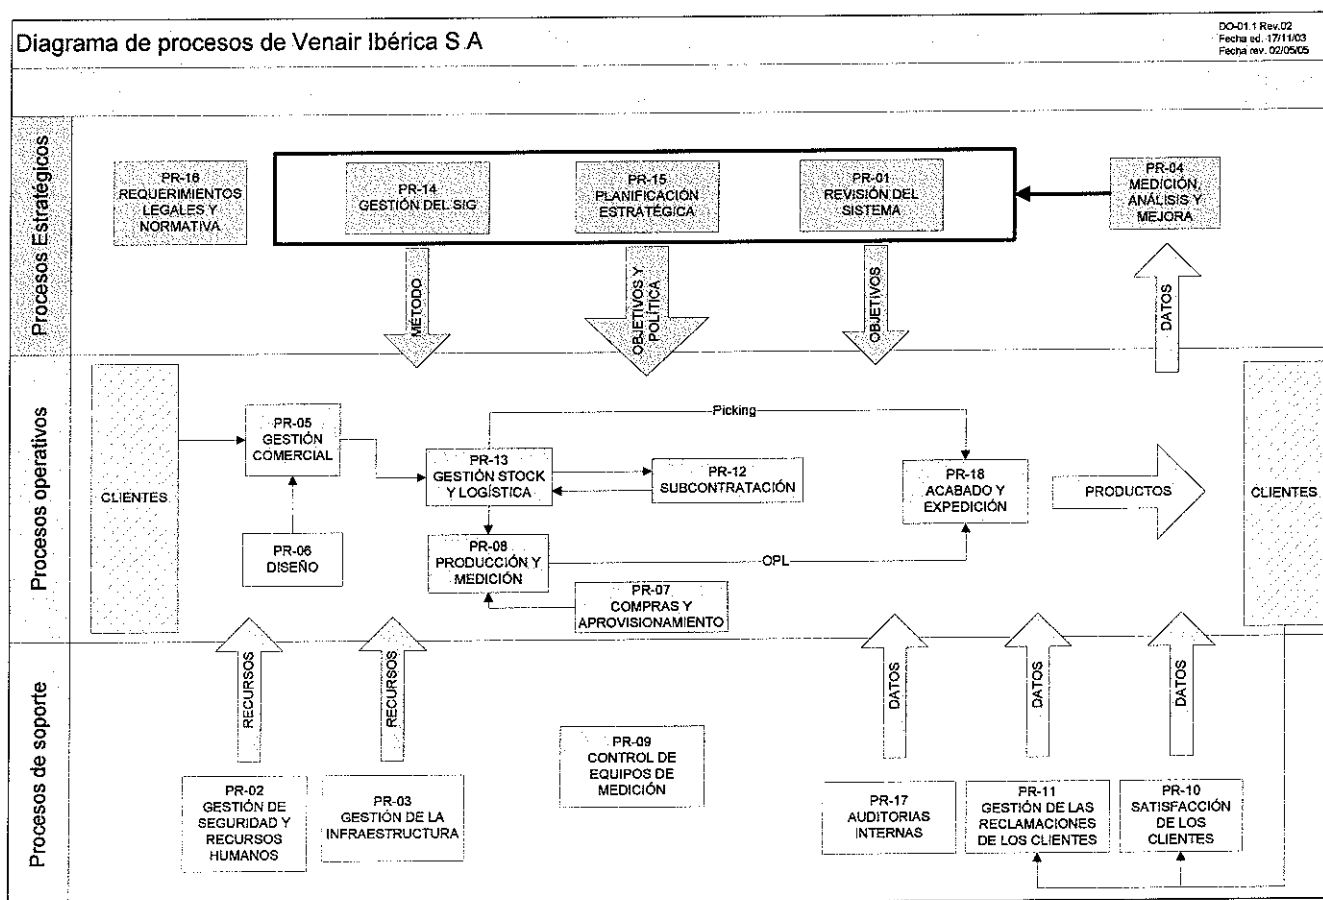 Diagrama de procesos de Venair Ibérica S.A
DO-01.1 Rev.02
Fecha ed. 17/11/03
Fecha rev. 02/05/05
Procesos Estratégicos
PR-16
REQUERIMIENTOS
LEGALES Y
NORMATIVA
PR-14
GESTIÓN DEL SIG
PR-15
PLANIFICACIÓN
ESTRATÉGICA
PR-01
REVISIÓN DEL
SISTEMA
PR-04
MEDICIÓN,
ANÁLISIS Y
MEJORA
MÉTODO
OBJETIVOS Y
POLÍTICA
OBJETIVOS
DATOS
Procesos operativos
CLIENTES
PR-05
GESTIÓN
COMERCIAL
PR-06
DISEÑO
PR-13
GESTIÓN STOCK
Y LOGÍSTICA
PR-08
PRODUCCIÓN Y
MEDICIÓN
Picking
PR-12
SUBCONTRATACIÓN
OPL
PR-07
COMPRAS Y
APROVISIONAMIENTO
PR-18
ACABADO Y
EXPEDICIÓN
PRODUCTOS
CLIENTES
Procesos de soporte
RECURSOS
RECURSOS
DATOS
DATOS
DATOS
PR-02
GESTIÓN DE
SEGURIDAD Y
RECURSOS
HUMANOS
PR-03
GESTIÓN DE LA
INFRAESTRUCTURA
PR-09
CONTROL DE
EQUIPOS DE
MEDICIÓN
PR-17
AUDITORIAS
INTERNAS
PR-11
GESTIÓN DE LAS
RECLAMACIONES
DE LOS CLIENTES
PR-10
SATISFACCIÓN
DE LOS
CLIENTES